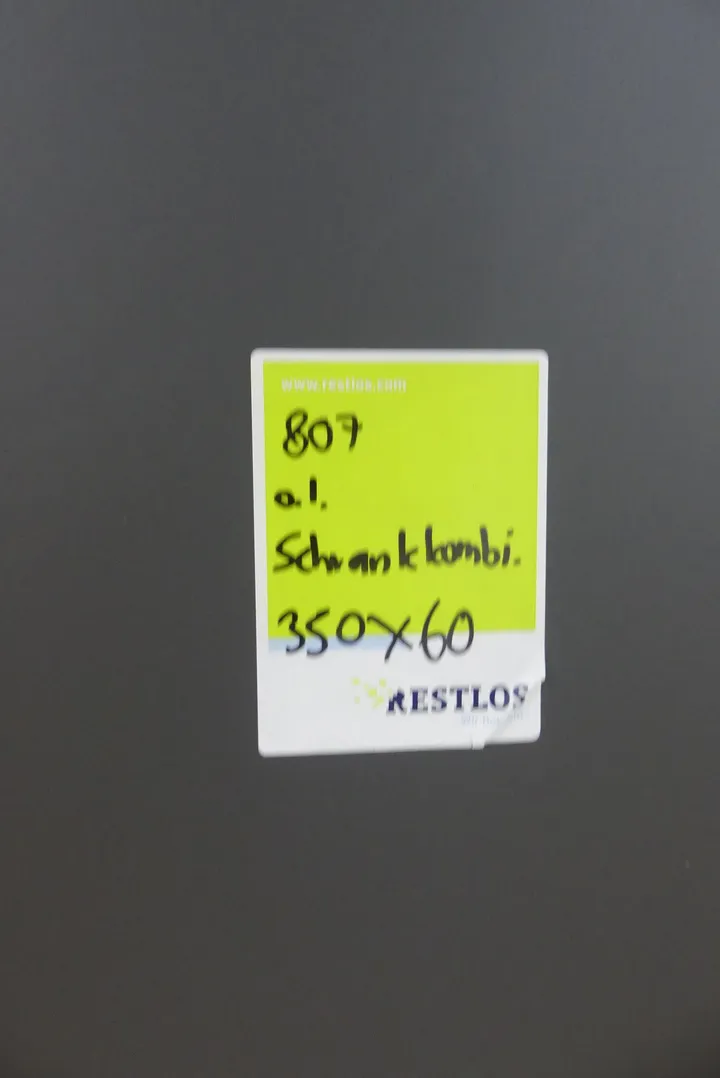 www.restlos.com
807
a.l.
Schrankkombi.
350x60
RESTLOS